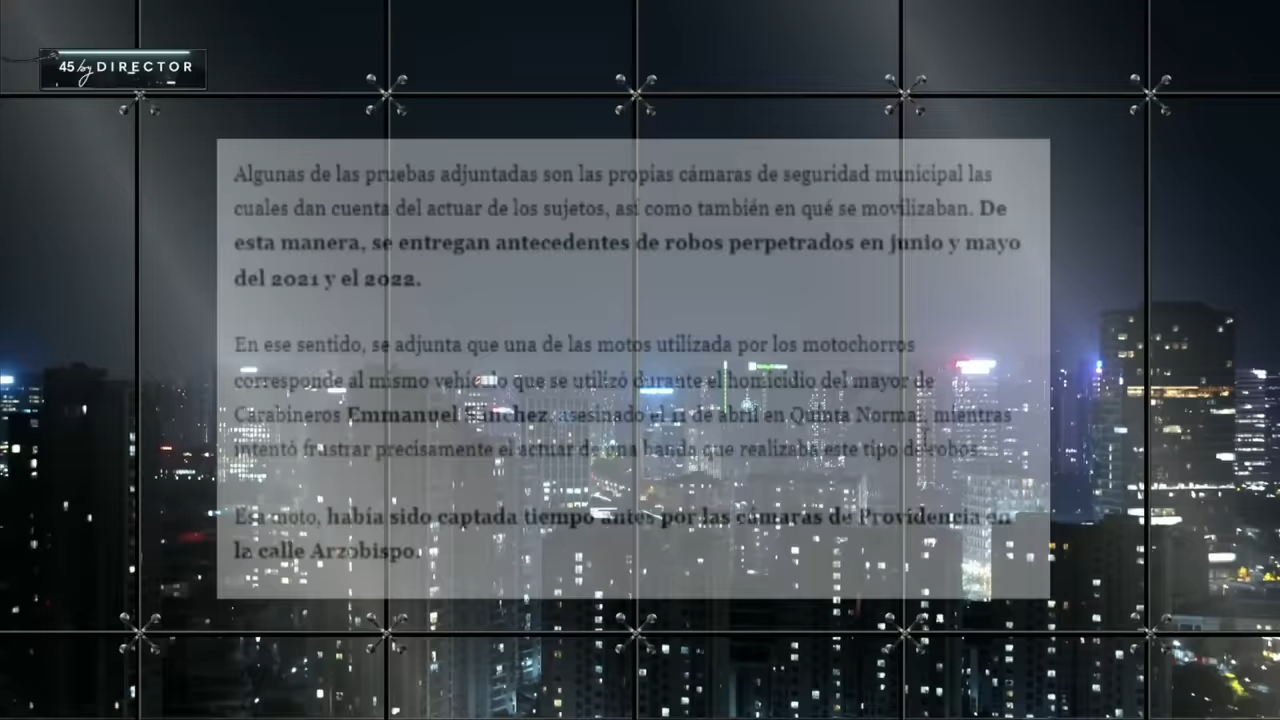 45 by DIRECTOR
Algunas de las pruebas adjuntadas son las propias cámaras de seguridad municipal las
cuales dan cuenta del actuar de los sujetos, así como también en qué se movilizaban. De
esta manera, se entregan antecedentes de robos perpetrados en junio y mayo
del 2021 y el 2022.
En ese sentido, se adjunta que una de las motos utilizada por los motochorros
corresponde al mismo vehículo que se utilizó durante el homicidio del mayor de
Carabineros Emmanuel Sánchez, asesinado el 11 de abril en Quinta Normal, mientras
intentó frustrar precisamente el actuar de una banda que realizaba este tipo de robos.
Esa moto, había sido captada tiempo antes por las cámaras de Providencia en
la calle Arzobispo.